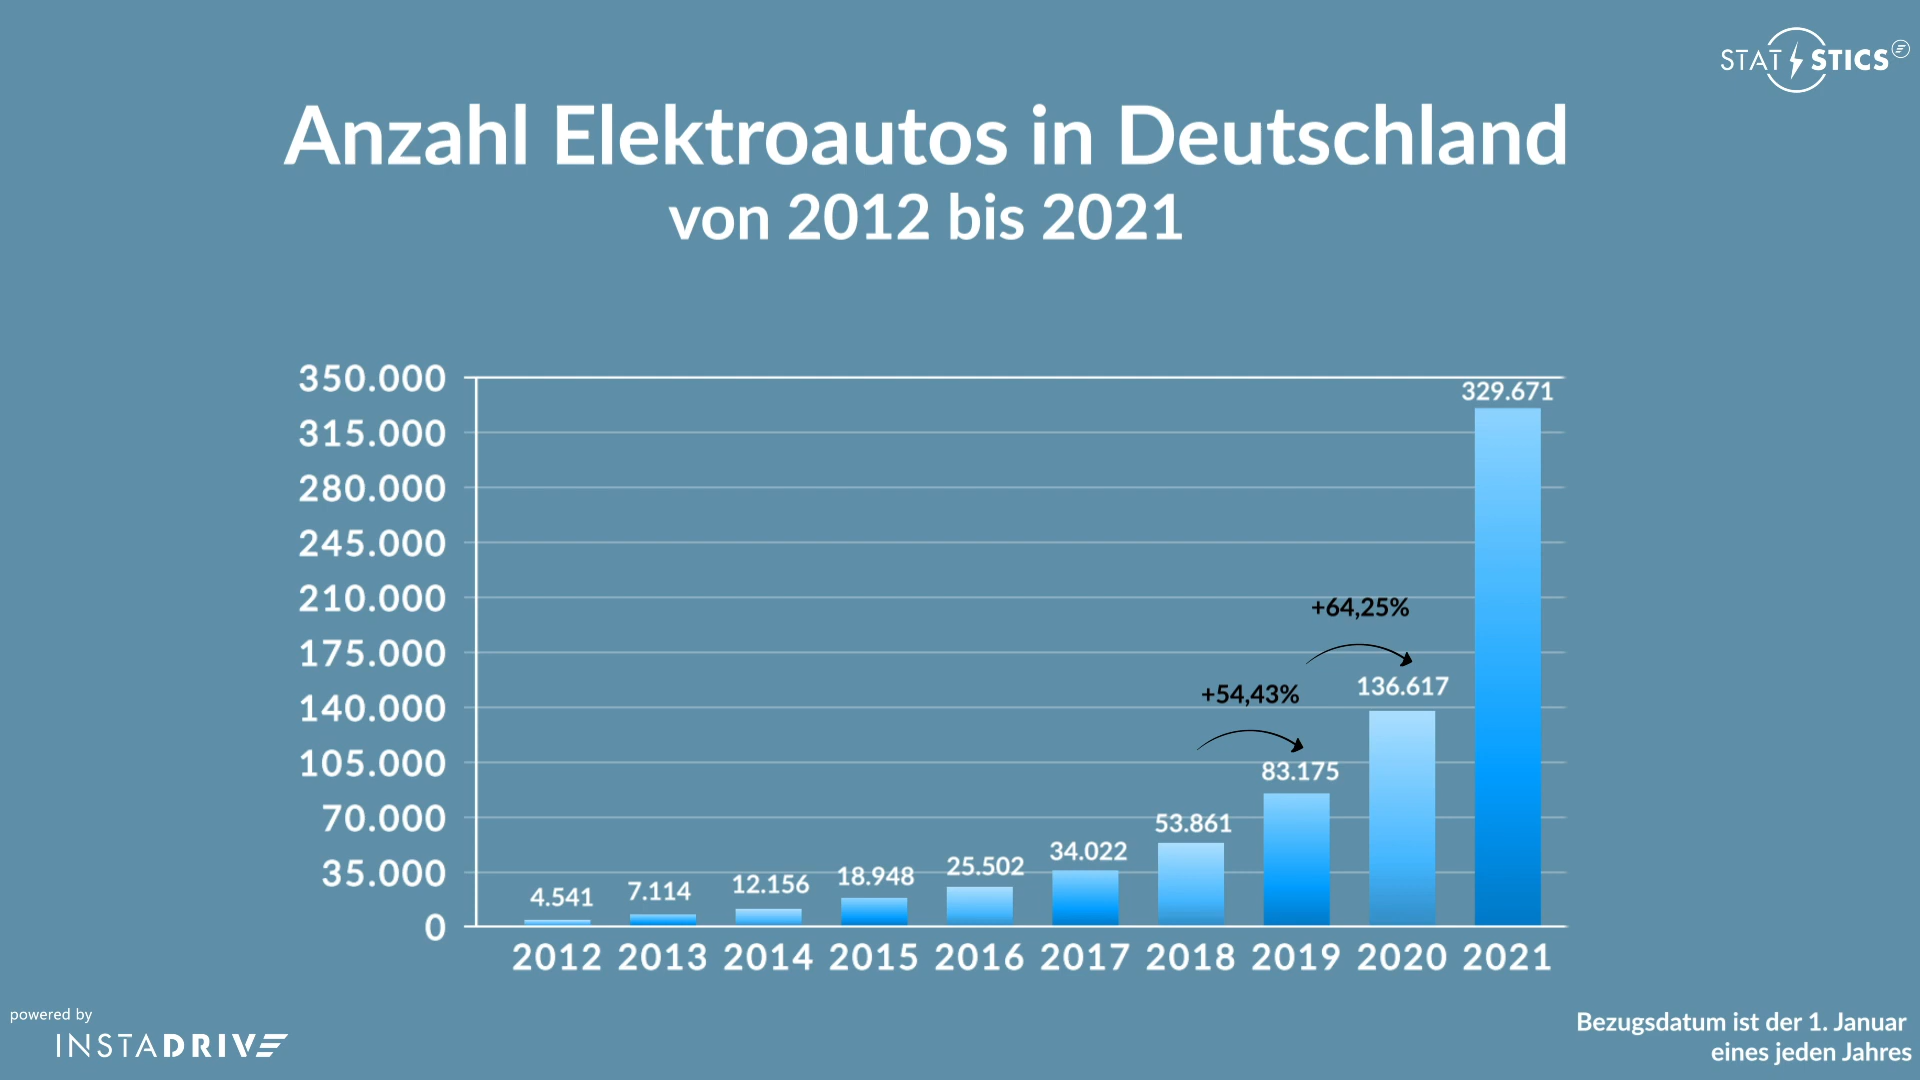 STATSTICS
Anzahl Elektroautos in Deutschland
von 2012 bis 2021
350.000
315.000
280.000
245.000
210.000
175.000
140.000
105.000
70.000
35.000
0
4.541
7.114
12.156
18.948
25.502
34.022
53.861
83.175
136.617
329.671
+54,43%
+64,25%
2012 2013 2014 2015 2016 2017 2018 2019 2020 2021
powered by
INSTADRIVE
Bezugsdatum ist der 1. Januar
eines jeden Jahres